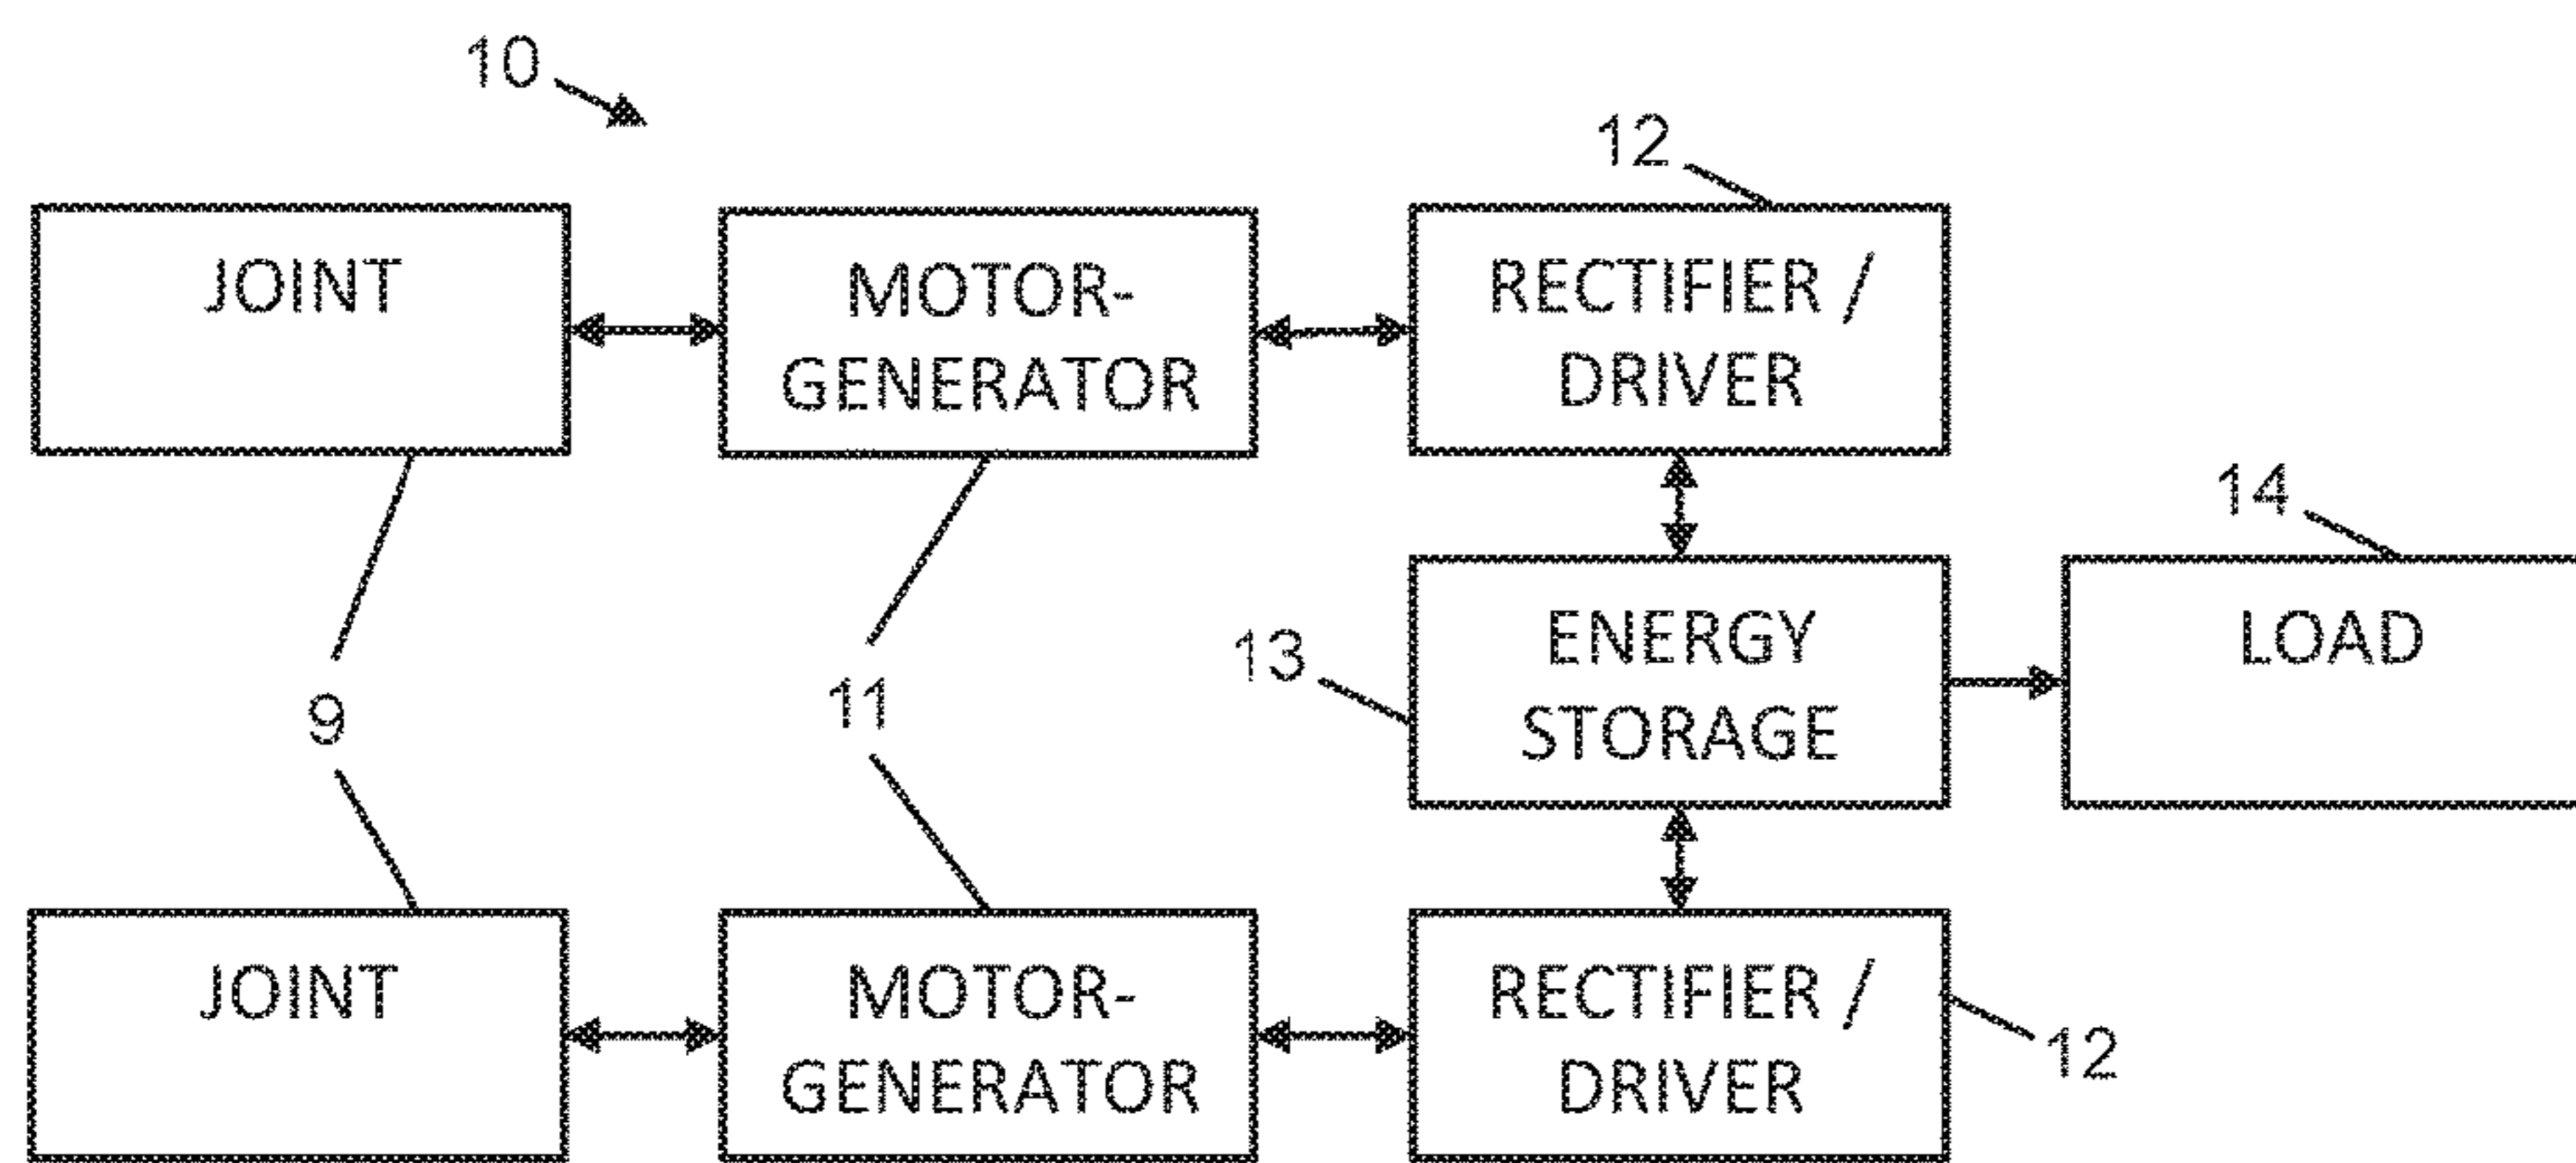 10
12
JOINT
MOTOR-
GENERATOR
RECTIFIER /
DRIVER
14
13
ENERGY
STORAGE
LOAD
9
11
JOINT
MOTOR-
GENERATOR
RECTIFIER /
DRIVER
12